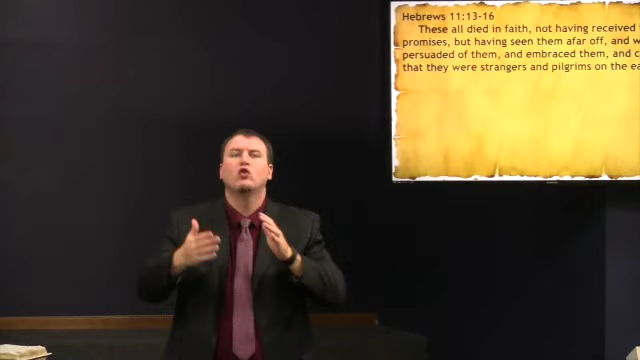 Hebrews 11:13-16
These all died in faith, not having received
promises, but having seen them afar off, and
persuaded of them, and embraced them, and
that they were strangers and pilgrims on the